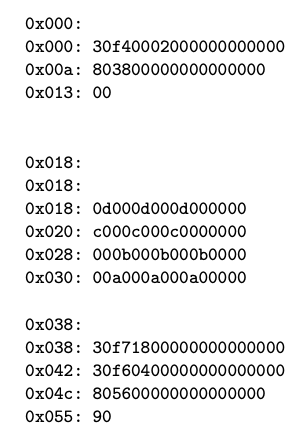 0x000:
0x000: 30f40002000000000000
0x00a: 803800000000000000
0x013: 00
0x018:
0x018:
0x018: 0d000d000d000000
0x020: c000c000c0000000
0x028: 000b000b000b0000
0x030: 00a000a000a00000
0x038:
0x038: 30f71800000000000000
0x042: 30f60400000000000000
0x04c: 805600000000000000
0x055: 90